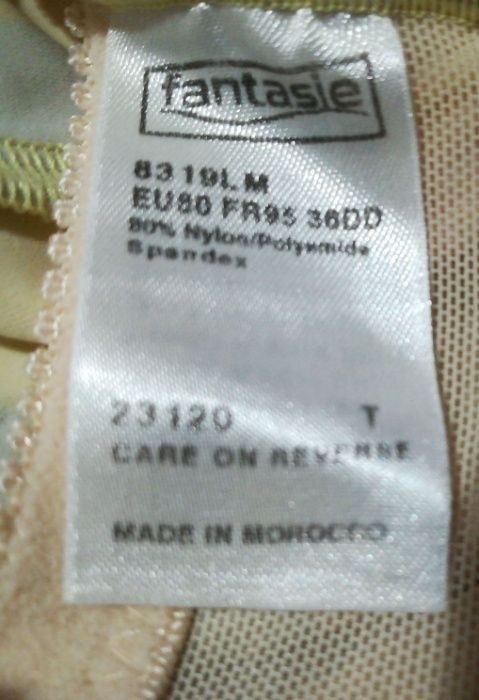 fantasie
8319LM
EU80 FR95 36DD
80% Nylon/Polyamide
Spandex
23120 T
CARE ON REVERSE
MADE IN MOROCCO